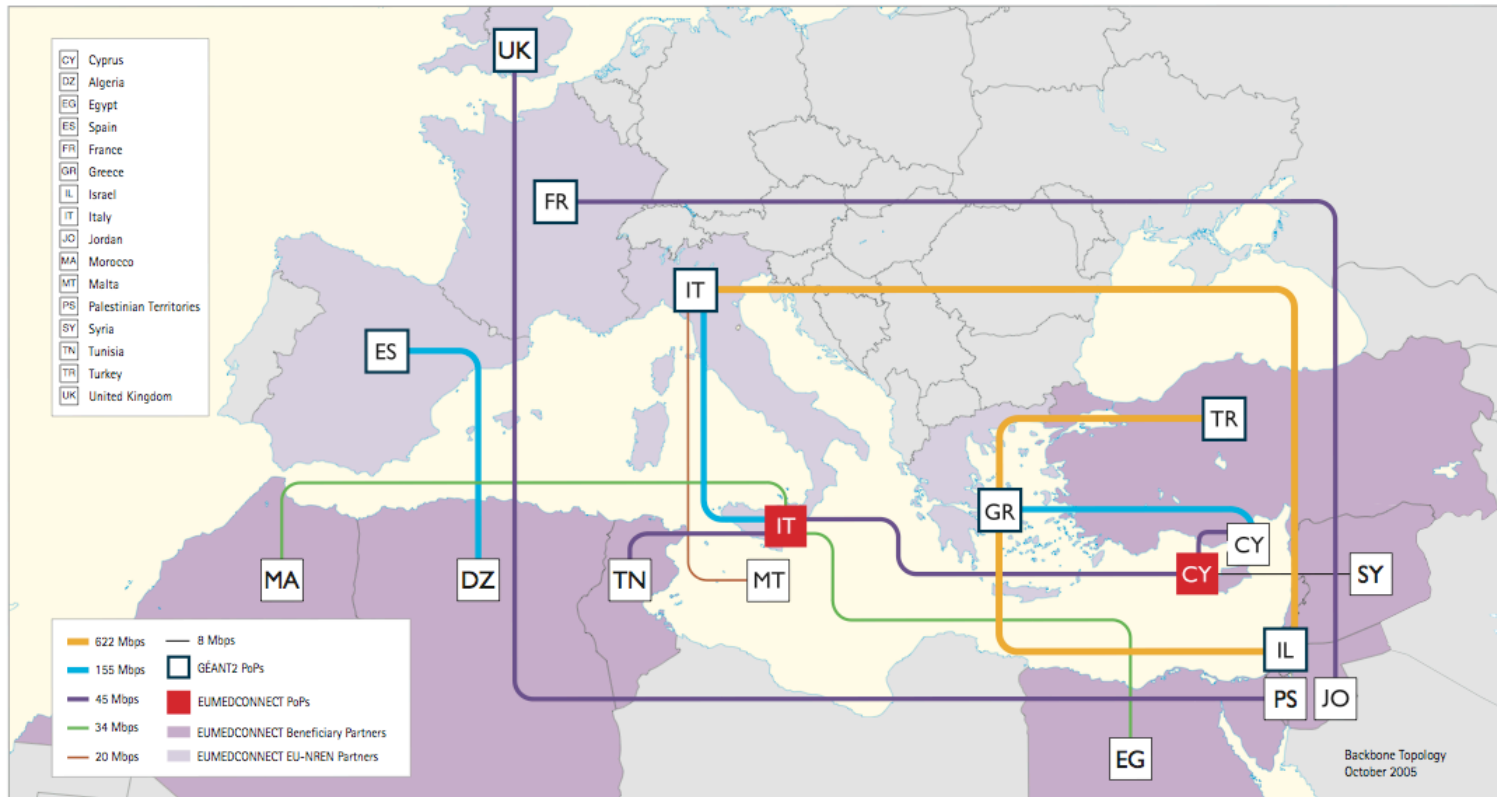 CY Cyprus
DZ Algeria
EG Egypt
ES Spain
FR France
GR Greece
IL Israel
IT Italy
JO Jordan
MA Morocco
MT Malta
PS Palestinian Territories
SY Syria
TN Tunisia
TR Turkey
UK United Kingdom
UK
FR
IT
ES
TR
GR
IT
CY
MA
DZ
TN
MT
CY
SY
IL
PS
JO
EG
622 Mbps
155 Mbps
45 Mbps
34 Mbps
20 Mbps
8 Mbps
GÉANT2 PoPs
EUMEDCONNECT PoPs
EUMEDCONNECT Beneficiary Partners
EUMEDCONNECT EU-NREN Partners
Backbone Topology
October 2005